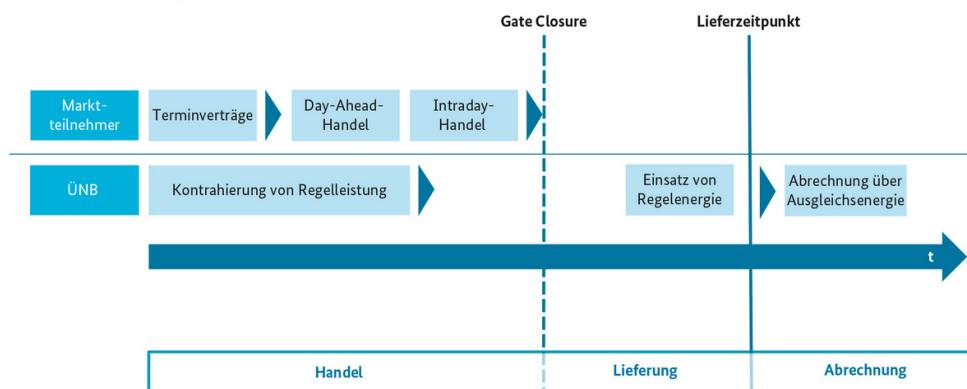 Gate Closure
Lieferzeitpunkt
Markt-
teilnehmer
Terminverträge
Day-Ahead-
Handel
Intraday-
Handel
ÜNB
Kontrahierung von Regelleistung
Einsatz von
Regelenergie
Abrechnung über
Ausgleichsenergie
t
Handel
Lieferung
Abrechnung